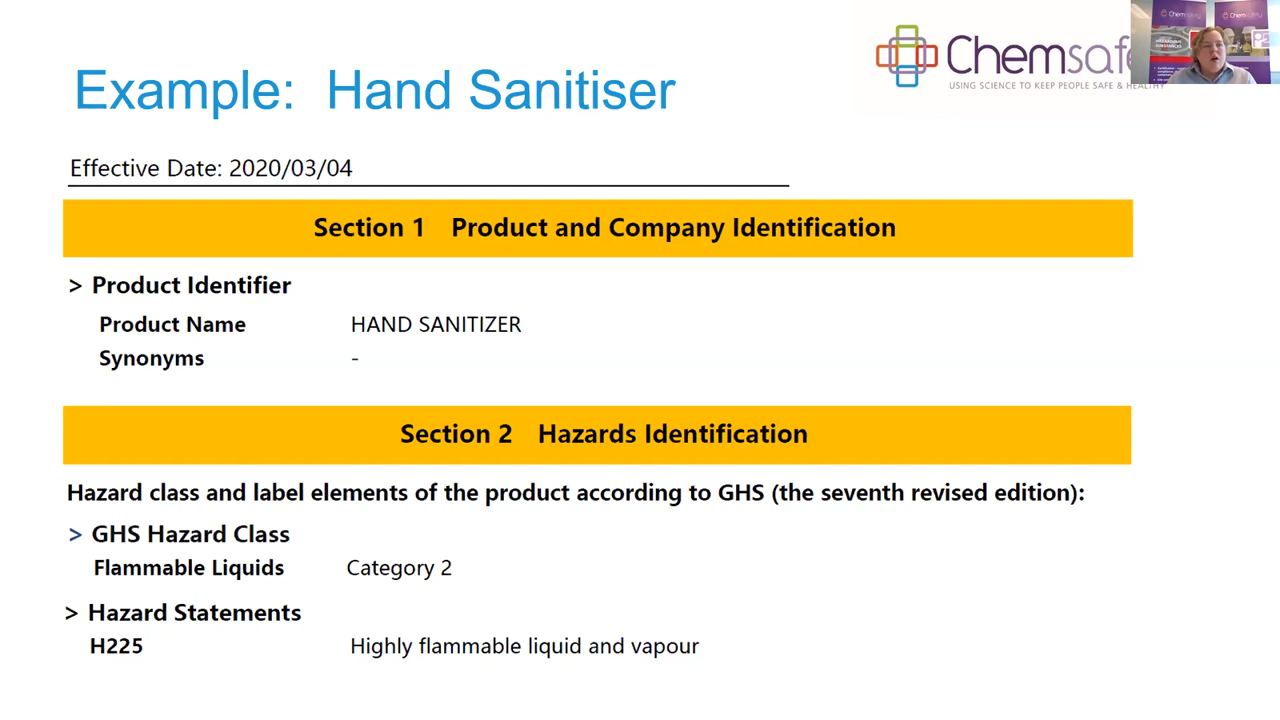 Example: Hand Sanitiser
Chemsafe
USING SCIENCE TO KEEP PEOPLE SAFE & HEALTHY
Effective Date: 2020/03/04
Section 1 Product and Company Identification
> Product Identifier
Product Name HAND SANITIZER
Synonyms -
Section 2 Hazards Identification
Hazard class and label elements of the product according to GHS (the seventh revised edition):
> GHS Hazard Class
Flammable Liquids Category 2
> Hazard Statements
H225 Highly flammable liquid and vapour